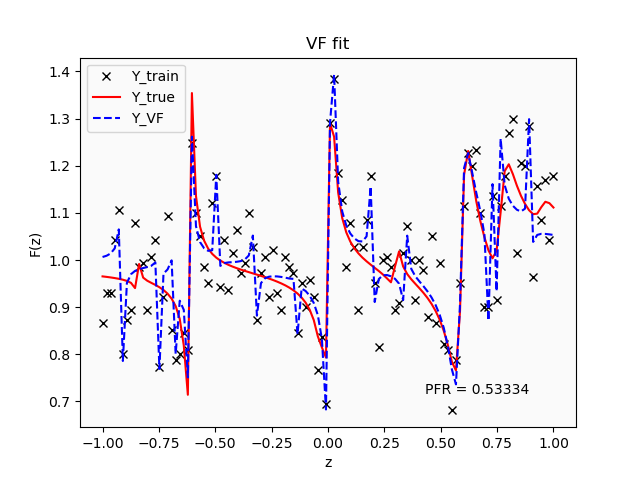 VF fit
Y_train
Y_true
Y_VF
F(z)
1.4
1.3
1.2
1.1
1.0
0.9
0.8
0.7
PFR = 0.53334
−1.00 −0.75 −0.50 −0.25 0.00 0.25 0.50 0.75 1.00
z